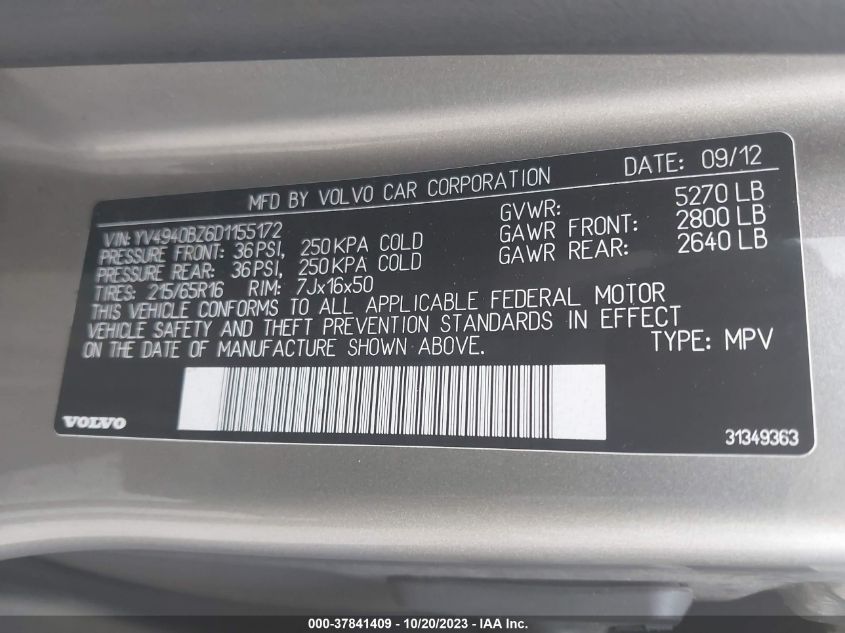 MFD BY VOLVO CAR CORPORATION DATE: 09/12
VIN: YV4940BZ6D1155172
PRESSURE FRONT: 36 PSI, 250 KPA COLD
PRESSURE REAR: 36 PSI, 250 KPA COLD
TIRES: 215/65R16 RIM: 7Jx16x50
GVWR: 5270 LB
GAWR FRONT: 2800 LB
GAWR REAR: 2640 LB
THIS VEHICLE CONFORMS TO ALL APPLICABLE FEDERAL MOTOR
VEHICLE SAFETY AND THEFT PREVENTION STANDARDS IN EFFECT
ON THE DATE OF MANUFACTURE SHOWN ABOVE.
TYPE: MPV
VOLVO
31349363
000-37841409 - 10/20/2023 - IAA Inc.